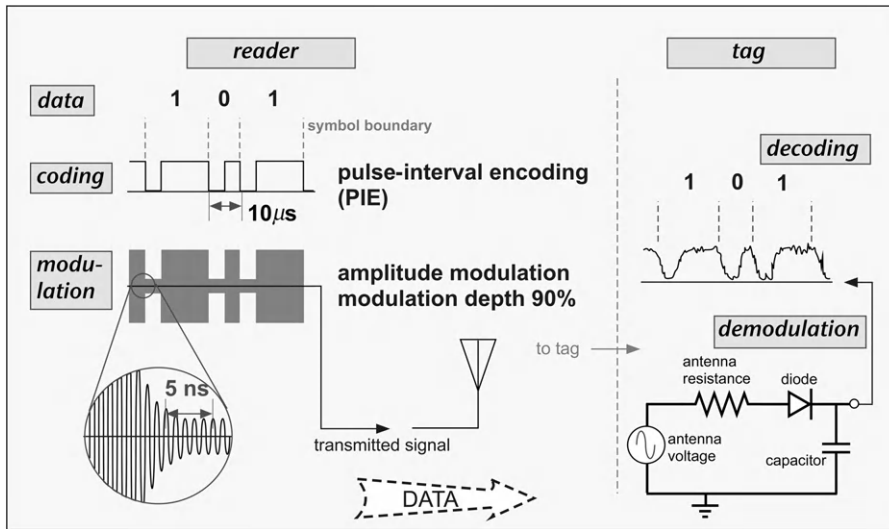 reader
tag
data
1 0 1
symbol boundary
coding
pulse-interval encoding
(PIE)
10μs
decoding
1 0 1
modu-
lation
amplitude modulation
modulation depth 90%
5 ns
transmitted signal
to tag
DATA
demodulation
antenna
resistance
diode
antenna
voltage
capacitor